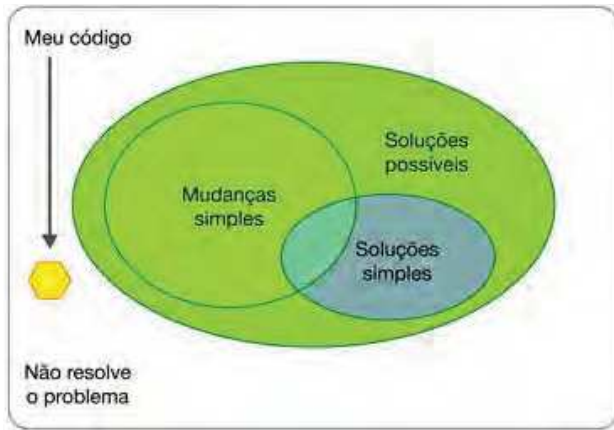 Meu código
Soluções
possíveis
Mudanças
simples
Soluções
simples
Não resolve
o problema